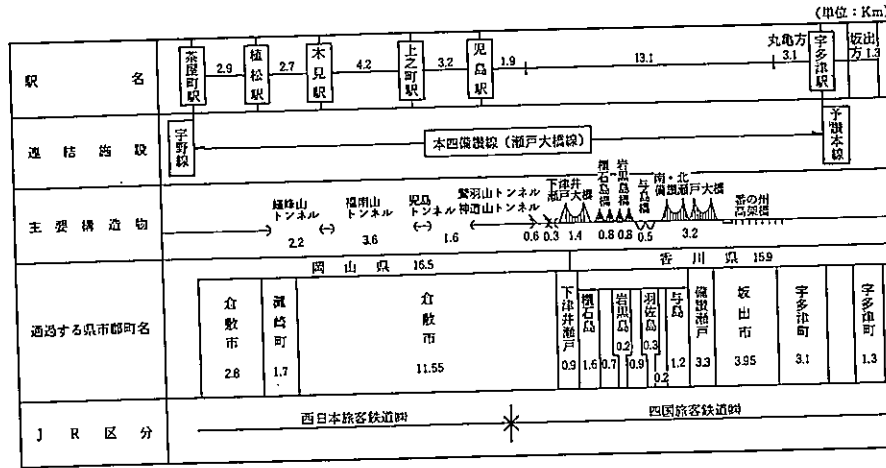 (単位：Km)
駅名
茶屋町駅 2.9 植松駅 2.7 木見駅 4.2 上之町駅 3.2 児島駅 1.9 13.1 丸亀方 3.1 宇多津駅 坂出方 1.3
連結施設
宇野線 本四備讃線（瀬戸大橋線） 予讃本線
主要構造物
トンネル 2.2
福南山トンネル 3.6
児島トンネル 1.6
鷲羽山トンネル
神道山トンネル
0.6 0.3
下津井瀬戸大橋 1.4
櫃石島橋 0.8
岩黒島橋 0.8
与島橋 0.5
南・北備讃瀬戸大橋 3.2
番の州高架橋
岡山県 16.5 香川県 15.9
通過する県市郡町名
倉敷市 2.8
灘崎町 1.7
倉敷市 11.55
下津井瀬戸 0.9
櫃石島 1.6
0.7
岩黒島 0.2
0.9
羽佐島 0.3
0.2
与島 1.2
備讃瀬戸 3.3
坂出市 3.95
宇多津町 3.1
宇多津町 1.3
JR区分
西日本旅客鉄道㈱ 四国旅客鉄道㈱